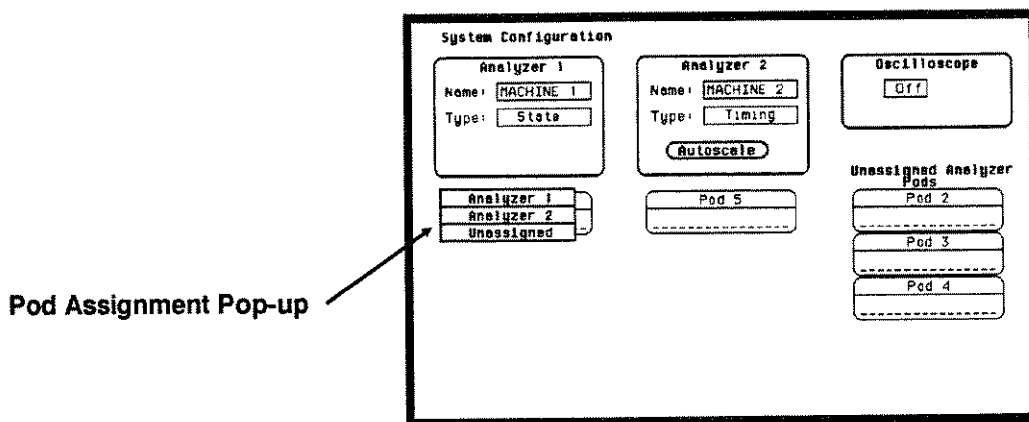 System Configuration
Analyzer 1
Name: MACHINE 1
Type: State
Analyzer 2
Name: MACHINE 2
Type: Timing
Autoscale
Oscilloscope
Off
Analyzer 1
Analyzer 2
Unassigned
Pod 5
Unassigned Analyzer
Pods
Pod 2
Pod 3
Pod 4
Pod Assignment Pop-up